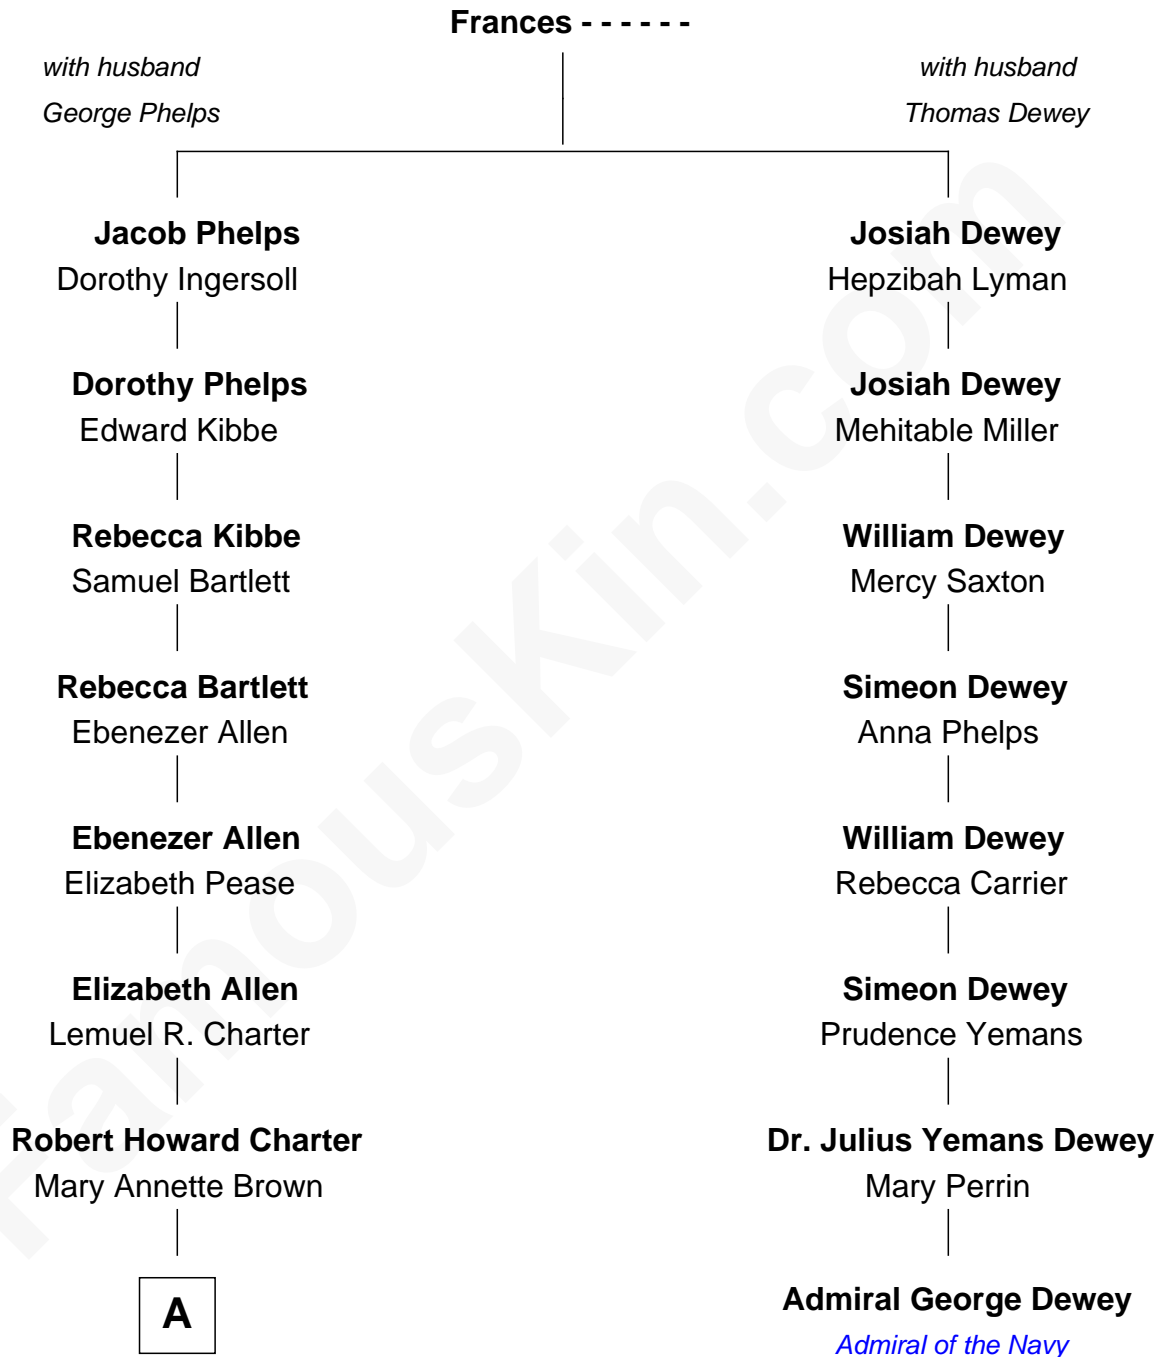 Frances - - - - - -
with husband
George Phelps
with husband
Thomas Dewey
Jacob Phelps
Dorothy Ingersoll
Josiah Dewey
Hepzibah Lyman
Dorothy Phelps
Edward Kibbe
Josiah Dewey
Mehitable Miller
Rebecca Kibbe
Samuel Bartlett
William Dewey
Mercy Saxton
Rebecca Bartlett
Ebenezer Allen
Simeon Dewey
Anna Phelps
Ebenezer Allen
Elizabeth Pease
William Dewey
Rebecca Carrier
Elizabeth Allen
Lemuel R. Charter
Simeon Dewey
Prudence Yemans
Robert Howard Charter
Mary Annette Brown
Dr. Julius Yemans Dewey
Mary Perrin
A
Admiral George Dewey
Admiral of the Navy
FamousKin.com